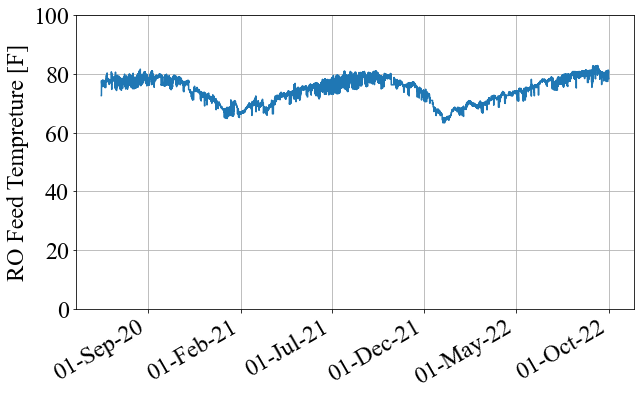 RO Feed Tempreture [F]
100
80
60
40
20
0
01-Sep-20
01-Feb-21
01-Jul-21
01-Dec-21
01-May-22
01-Oct-22